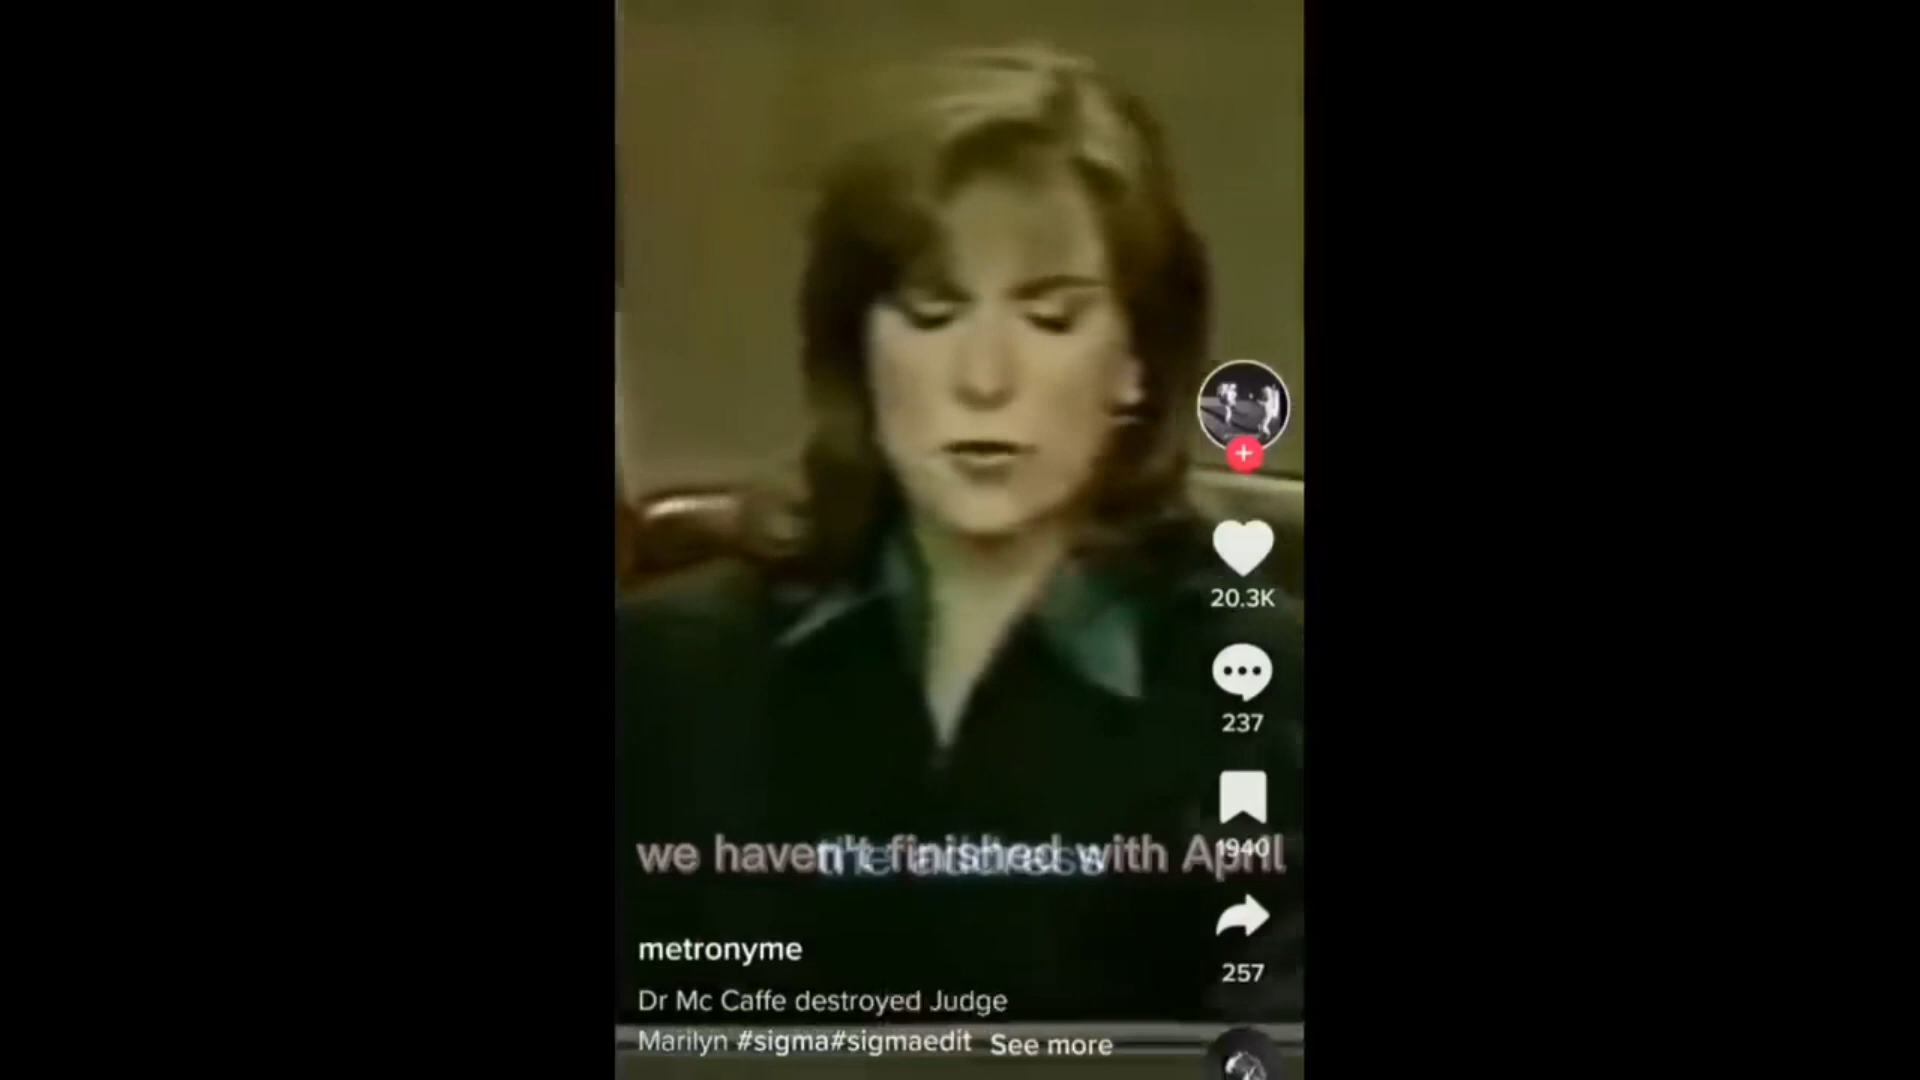 20.3K
237
1940
we haven't finished with April
257
metronyme
Dr Mc Caffe destroyed Judge
Marilyn #sigma#sigmaedit See more